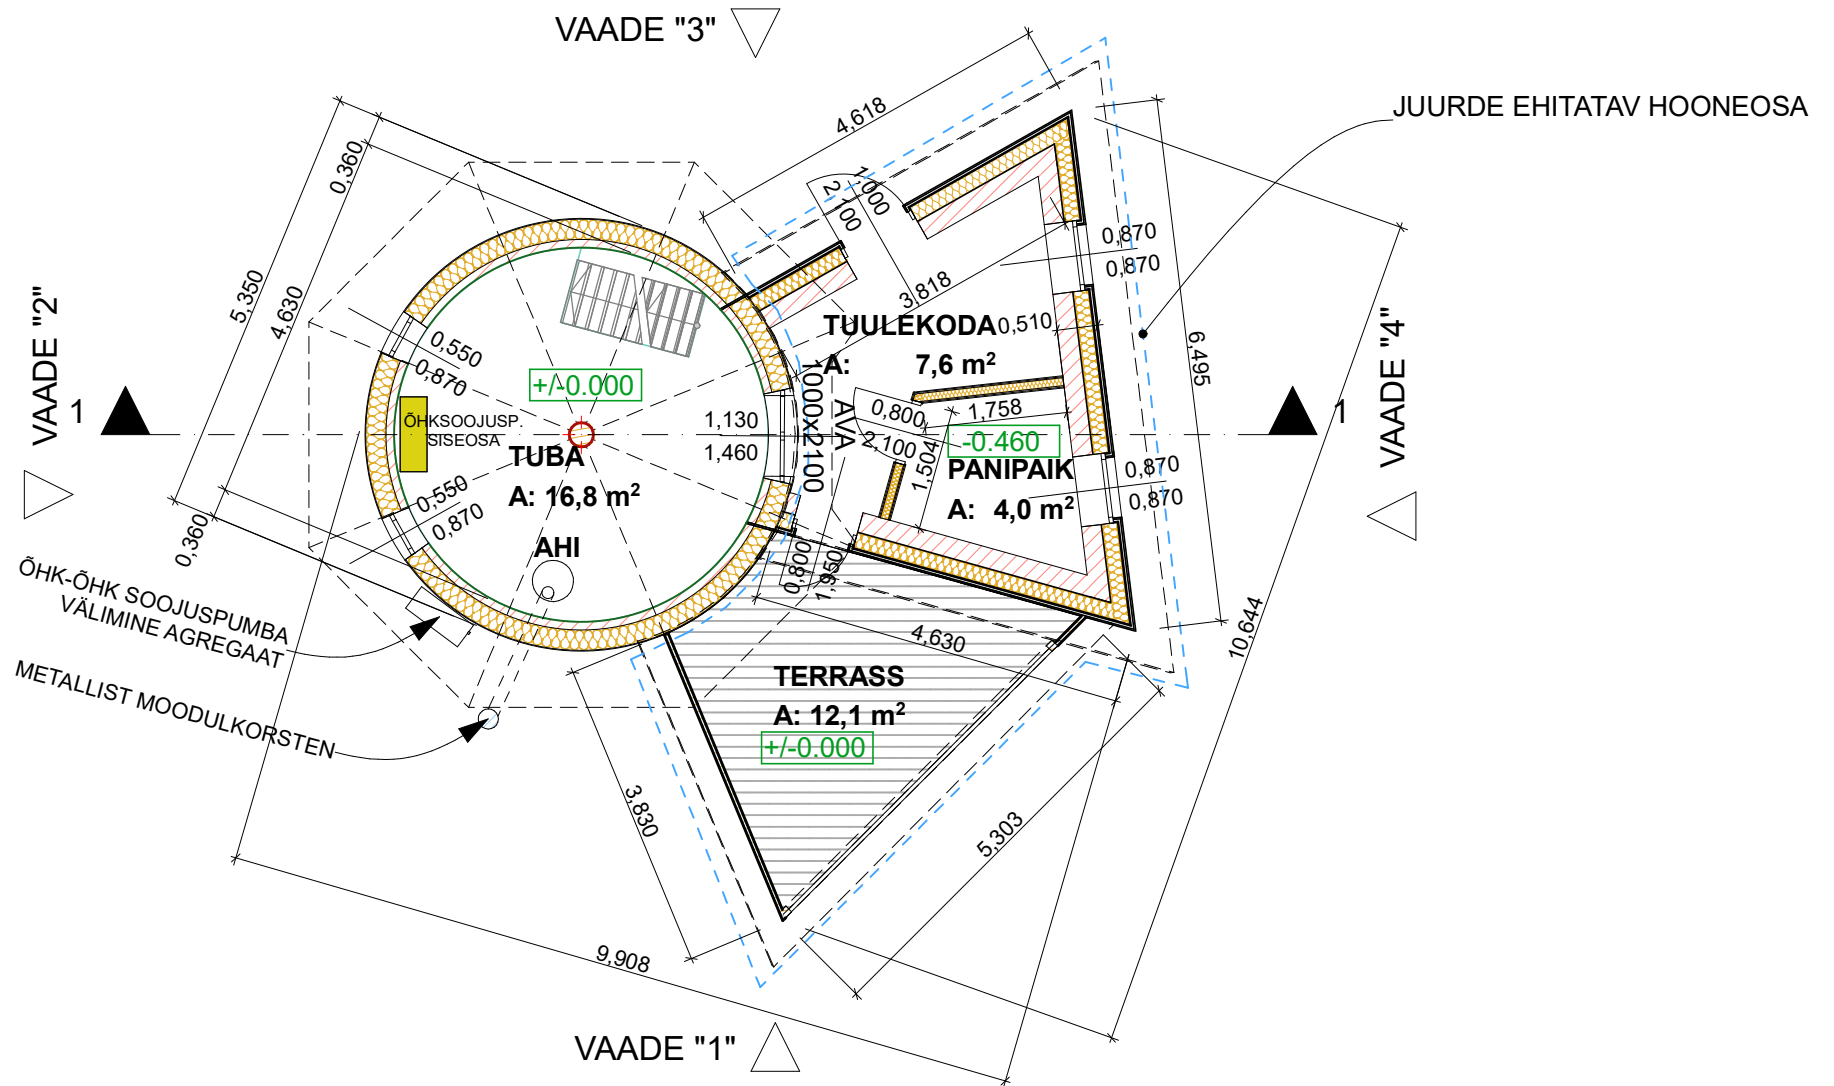 VAADE "3"
JUURDE EHITATAV HOONEOSA
4,618
0,360
1,000
2,100
5,350
4,630
0,870
0,870
3,818
6,495
VAADE "2"
VAADE "4"
TUULEKODA
0,510
A: 7,6 m²
0,550
0,870
+/-0.000
1000x2100
AVA
0,800
2,100
1,758
1
1
ÕHKSOOJUSP.
SISEOSA
1,130
1,460
-0.460
1,504
TUBA
A: 16,8 m²
PANIPAIK
A: 4,0 m²
0,870
0,870
0,550
0,870
0,360
AHI
0,800
1,950
ÕHK-ÕHK SOOJUSPUMBA
VÄLIMINE AGREGAAT
4,630
10,644
METALLIST MOODULKORSTEN
TERRASS
A: 12,1 m²
+/-0.000
3,830
5,303
9,908
VAADE "1"